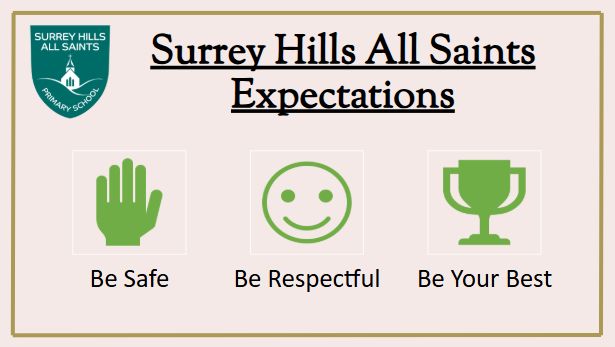 SURREY HILLS
ALL SAINTS
PRIMARY SCHOOL
Surrey Hills All Saints
Expectations
Be Safe
Be Respectful
Be Your Best